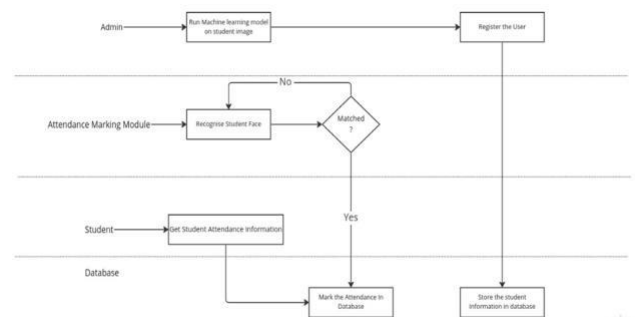 Admin
Run Machine learning model
on student image
Register the User
No
Attendance Marking Module
Recognise Student Face
Matched
?
Yes
Student
Get Student Attendance Information
Database
Mark the Attendance In
Database
Store the student
Information in database